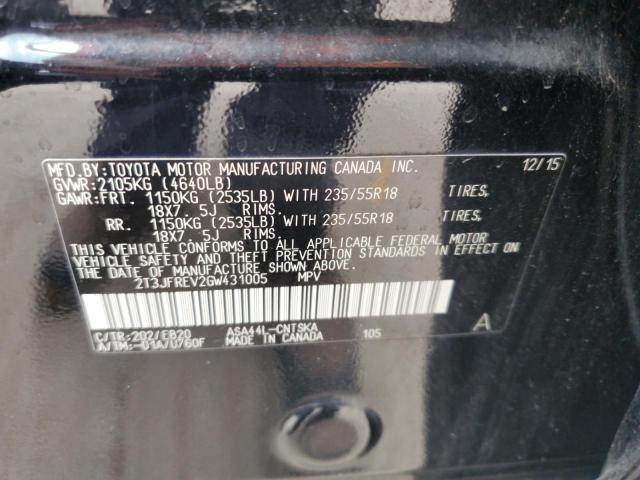 MFD.BY:TOYOTA MOTOR MANUFACTURING CANADA INC. 12/15
GVWR:2105KG (4640LB)
GAWR:FRT. 1150KG (2535LB) WITH 235/55R18 TIRES,
18X7.5J RIMS.
RR. 1150KG (2535LB) WITH 235/55R18 TIRES,
18X7.5J RIMS.
THIS VEHICLE CONFORMS TO ALL APPLICABLE FEDERAL MOTOR
VEHICLE SAFETY AND THEFT PREVENTION STANDARDS IN EFFECT ON
THE DATE OF MANUFACTURE SHOWN ABOVE.
2T3JFREV2GW431005 MPV
C/TR:202/EB20 ASA44L-CNTSKA 105 A
A/TM:-01A/U760F MADE IN CANADA